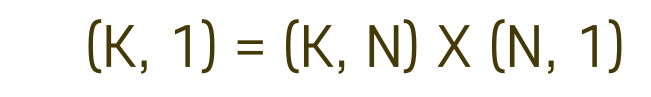 (K, 1) = (K, N) X (N, 1)